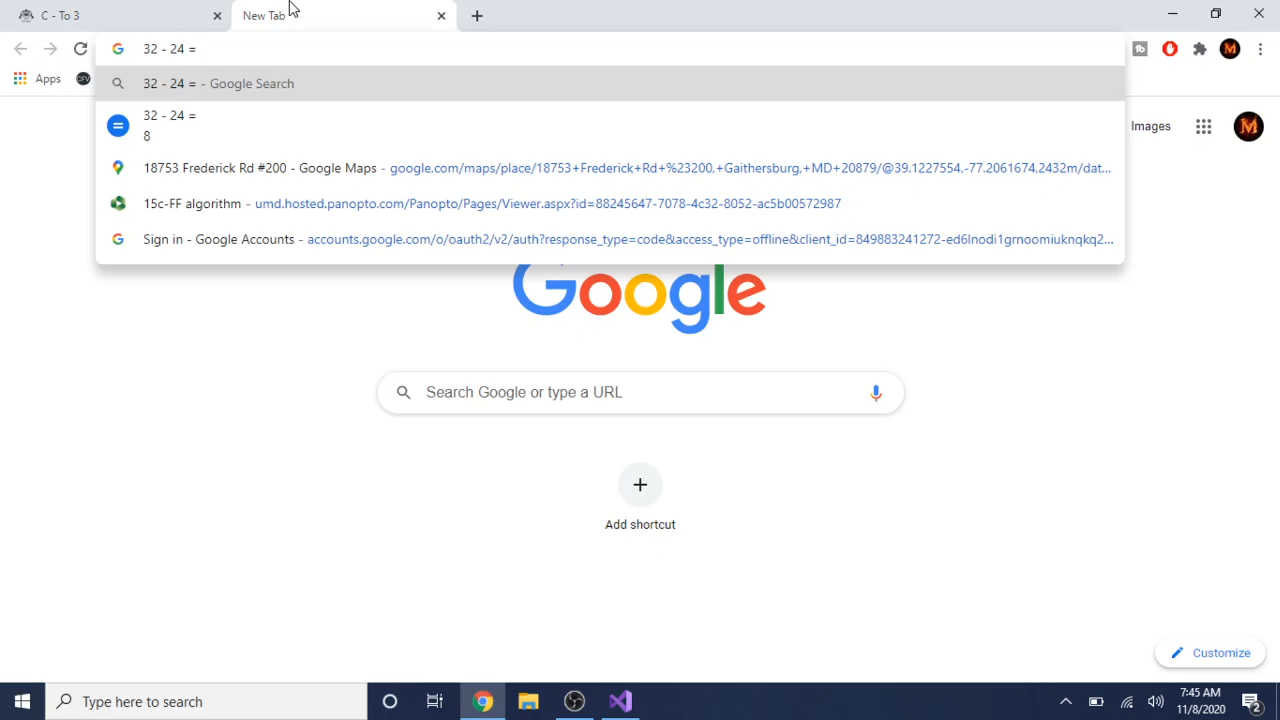 C - To 3
New Tab
32 - 24 =
Apps
32 - 24 = - Google Search
32 - 24 =
8
Images
18753 Frederick Rd #200 - Google Maps - google.com/maps/place/18753+Frederick+Rd+%23200,+Gaithersburg,+MD+20879/@39.1227554,-77.2061674,2432m/dat...
15c-FF algorithm - umd.hosted.panopto.com/Panopto/Pages/Viewer.aspx?id=88245647-7078-4c32-8052-ac5b00572987
Sign in - Google Accounts - accounts.google.com/o/oauth2/v2/auth?response_type=code&access_type=offline&client_id=849883241272-ed6lnodi1grnoomiuknqkq2...
Google
Search Google or type a URL
Add shortcut
Customize
Type here to search
7:45 AM
11/8/2020
2